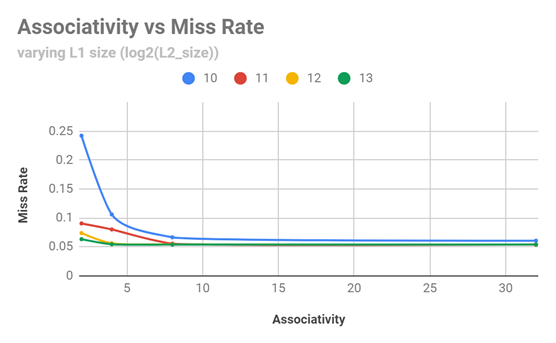 Associativity vs Miss Rate
varying L1 size (log2(L2_size))
10 11 12 13
0.25
0.2
0.15
0.1
0.05
0
Miss Rate
5 10 15 20 25 30
Associativity